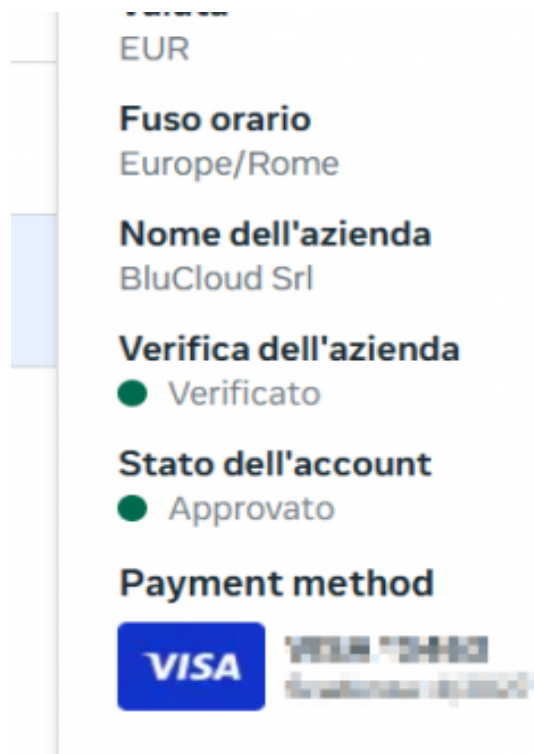 EUR
Fuso orario
Europe/Rome
Nome dell'azienda
BluCloud Srl
Verifica dell'azienda
Verificato
Stato dell'account
Approvato
Payment method
VISA